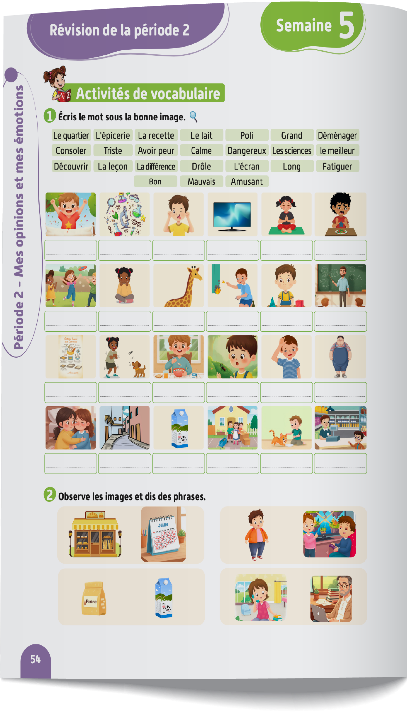 Révision de la période 2
Semaine 5
Période 2 – Mes opinions et mes émotions
Activités de vocabulaire
1 Écris le mot sous la bonne image.
Le quartier L'épicerie La recette Le lait Poli Grand Déménager
Consoler Triste Avoir peur Calme Dangereux Les sciences le meilleur
Découvrir La leçon La différence Drôle L'écran Long Fatiguer
Bon Mauvais Amusant
2 Observe les images et dis des phrases.
54